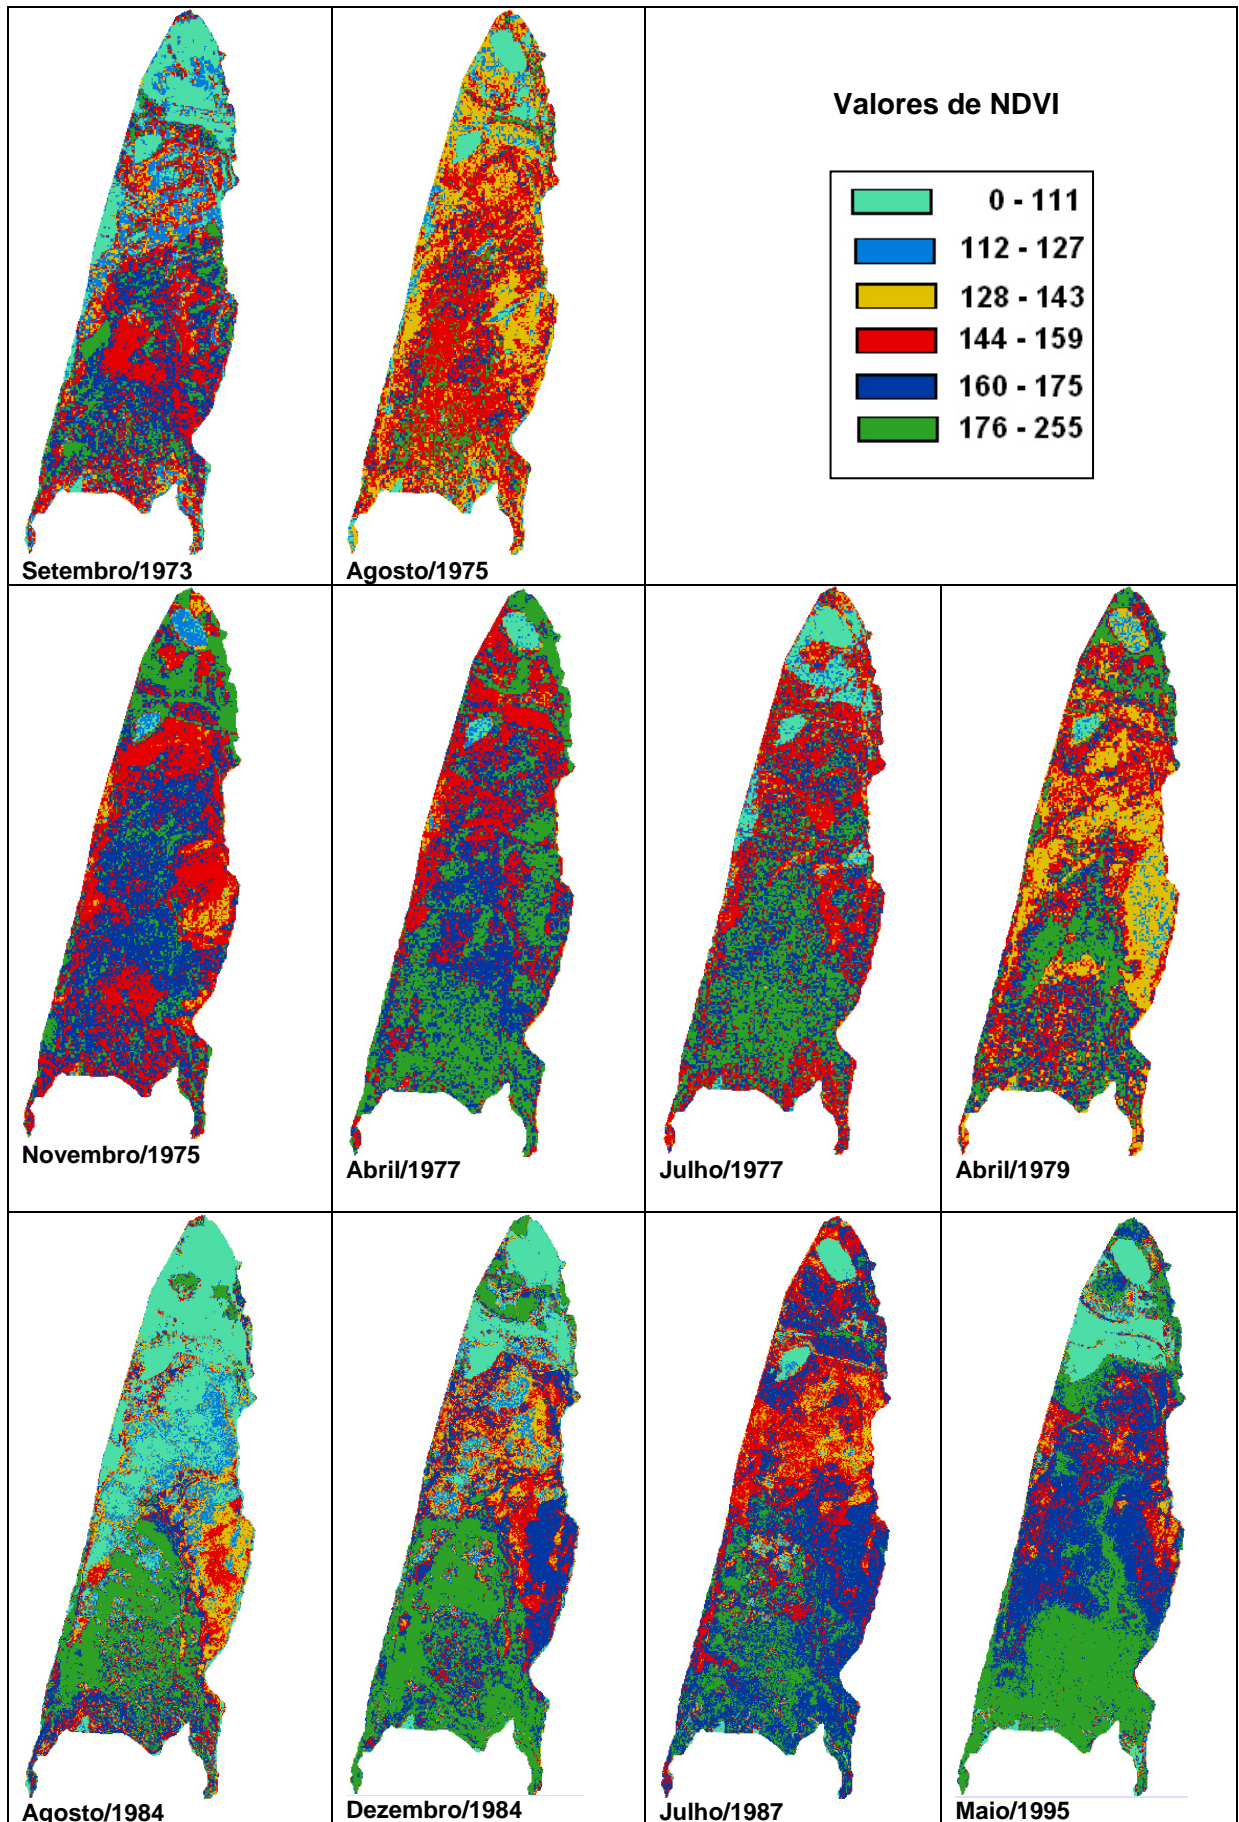 Valores de NDVI
0 - 111
112 - 127
128 - 143
144 - 159
160 - 175
176 - 255
Setembro/1973
Agosto/1975
Novembro/1975
Abril/1977
Julho/1977
Abril/1979
Agosto/1984
Dezembro/1984
Julho/1987
Maio/1995